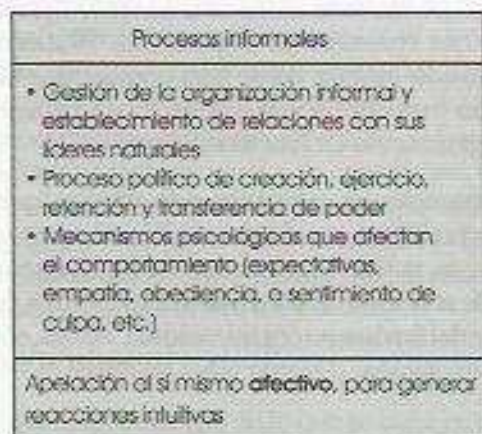 Procesos informales
• Gestión de la organización informal y
establecimiento de relaciones con sus
líderes naturales
• Proceso político de creación, ejercicio,
retención y transferencia de poder
• Mecanismos psicológicos que afectan
el comportamiento (expectativas,
empatía, obediencia, o sentimiento de
culpa, etc.)
Apelación al sí mismo afectivo, para generar
reacciones intuitivas